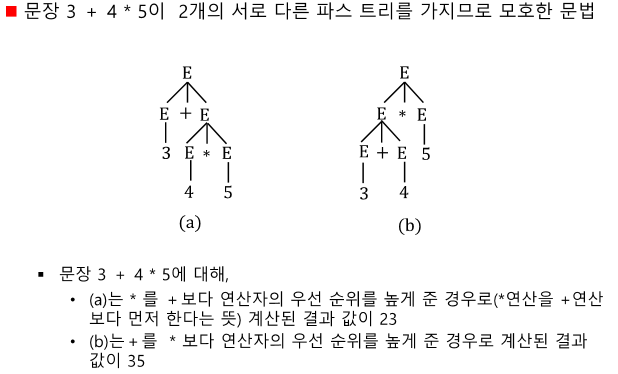 ■ 문장 3 + 4 * 5이 2개의 서로 다른 파스 트리를 가지므로 모호한 문법
E E
E + E E * E
3 E * E E + E 5
4 5 3 4
(a) (b)
▪ 문장 3 + 4 * 5에 대해,
• (a)는 * 를 +보다 연산자의 우선 순위를 높게 준 경우로(*연산을 +연산
보다 먼저 한다는 뜻) 계산된 결과 값이 23
• (b)는 + 를 * 보다 연산자의 우선 순위를 높게 준 경우로 계산된 결과
값이 35